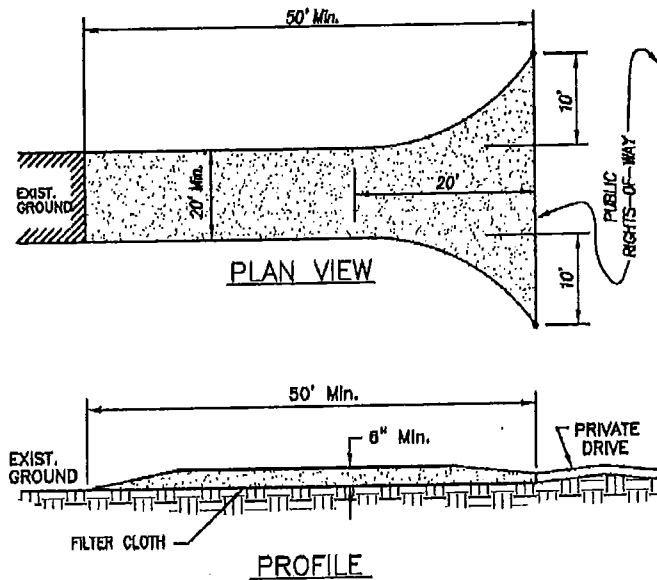 50' Min.
10'
EXIST.
GROUND
20' Min.
20'
PUBLIC
RIGHTS-OF-WAY
10'
PLAN VIEW
50' Min.
6" Min.
PRIVATE
DRIVE
EXIST.
GROUND
FILTER CLOTH
PROFILE